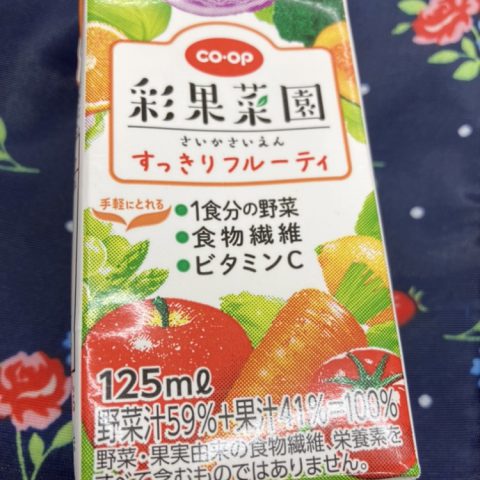 co·op
彩果菜園
さいかさいえん
すっきりフルーティ
手軽にとれる
●1食分の野菜
●食物繊維
●ビタミンC
125mℓ
野菜汁59%+果汁41%=100%
野菜・果実由来の食物繊維、栄養素を
すべて含むものではありません。